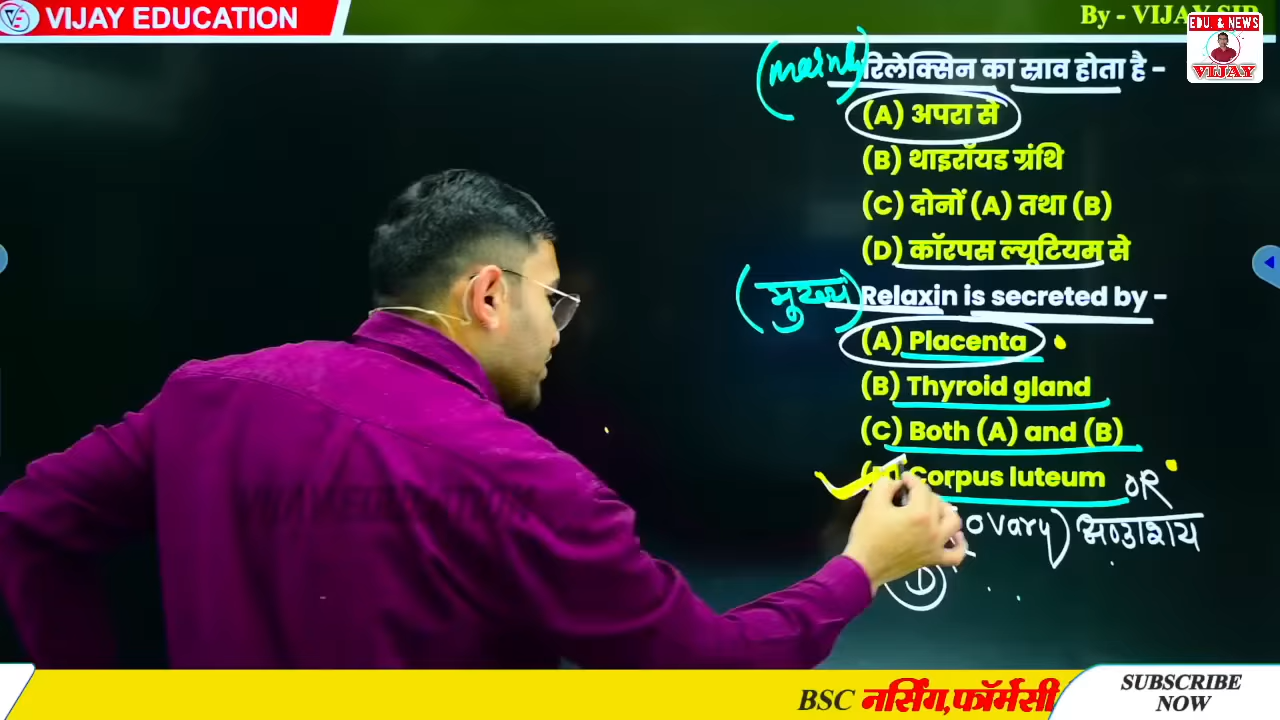 VIJAY EDUCATION
By - VIJAY SIR
EDU. & NEWS
VIJAY
(mainly) रिलेक्सिन का स्राव होता है -
(A) अपरा से
(B) थाइरॉयड ग्रंथि
(C) दोनों (A) तथा (B)
(D) कॉरपस ल्यूटियम से
(मुख्य) Relaxin is secreted by -
(A) Placenta
(B) Thyroid gland
(C) Both (A) and (B)
Corpus luteum OR
ovary) अण्डाशय
D
BSC नर्सिंग,फॉर्मेसी
SUBSCRIBE
NOW